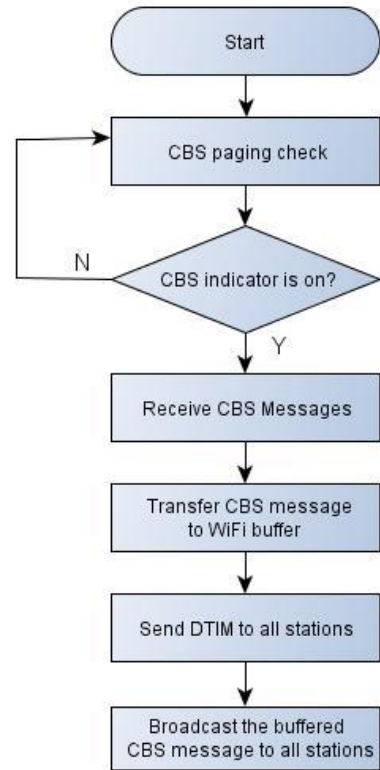 Start
CBS paging check
CBS indicator is on?
N
Y
Receive CBS Messages
Transfer CBS message
to WiFi buffer
Send DTIM to all stations
Broadcast the buffered
CBS message to all stations